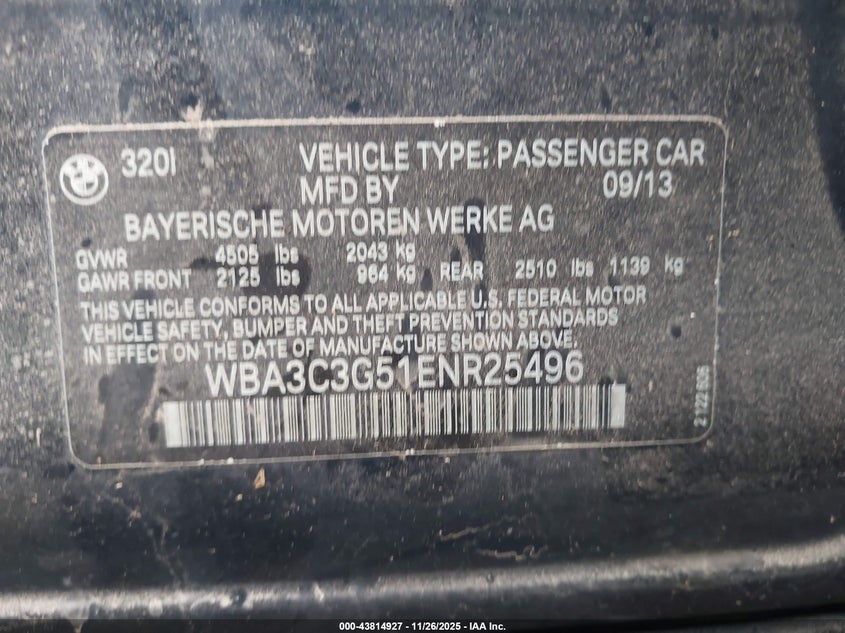 320I VEHICLE TYPE: PASSENGER CAR
MFD BY 09/13
BAYERISCHE MOTOREN WERKE AG
GVWR 4505 lbs 2043 kg
GAWR FRONT 2125 lbs 964 kg REAR 2510 lbs 1139 kg
THIS VEHICLE CONFORMS TO ALL APPLICABLE U.S. FEDERAL MOTOR
VEHICLE SAFETY, BUMPER AND THEFT PREVENTION STANDARDS
IN EFFECT ON THE DATE OF MANUFACTURE SHOWN ABOVE.
WBA3C3G51ENR25496
000-43814927 - 11/26/2025 - IAA Inc.